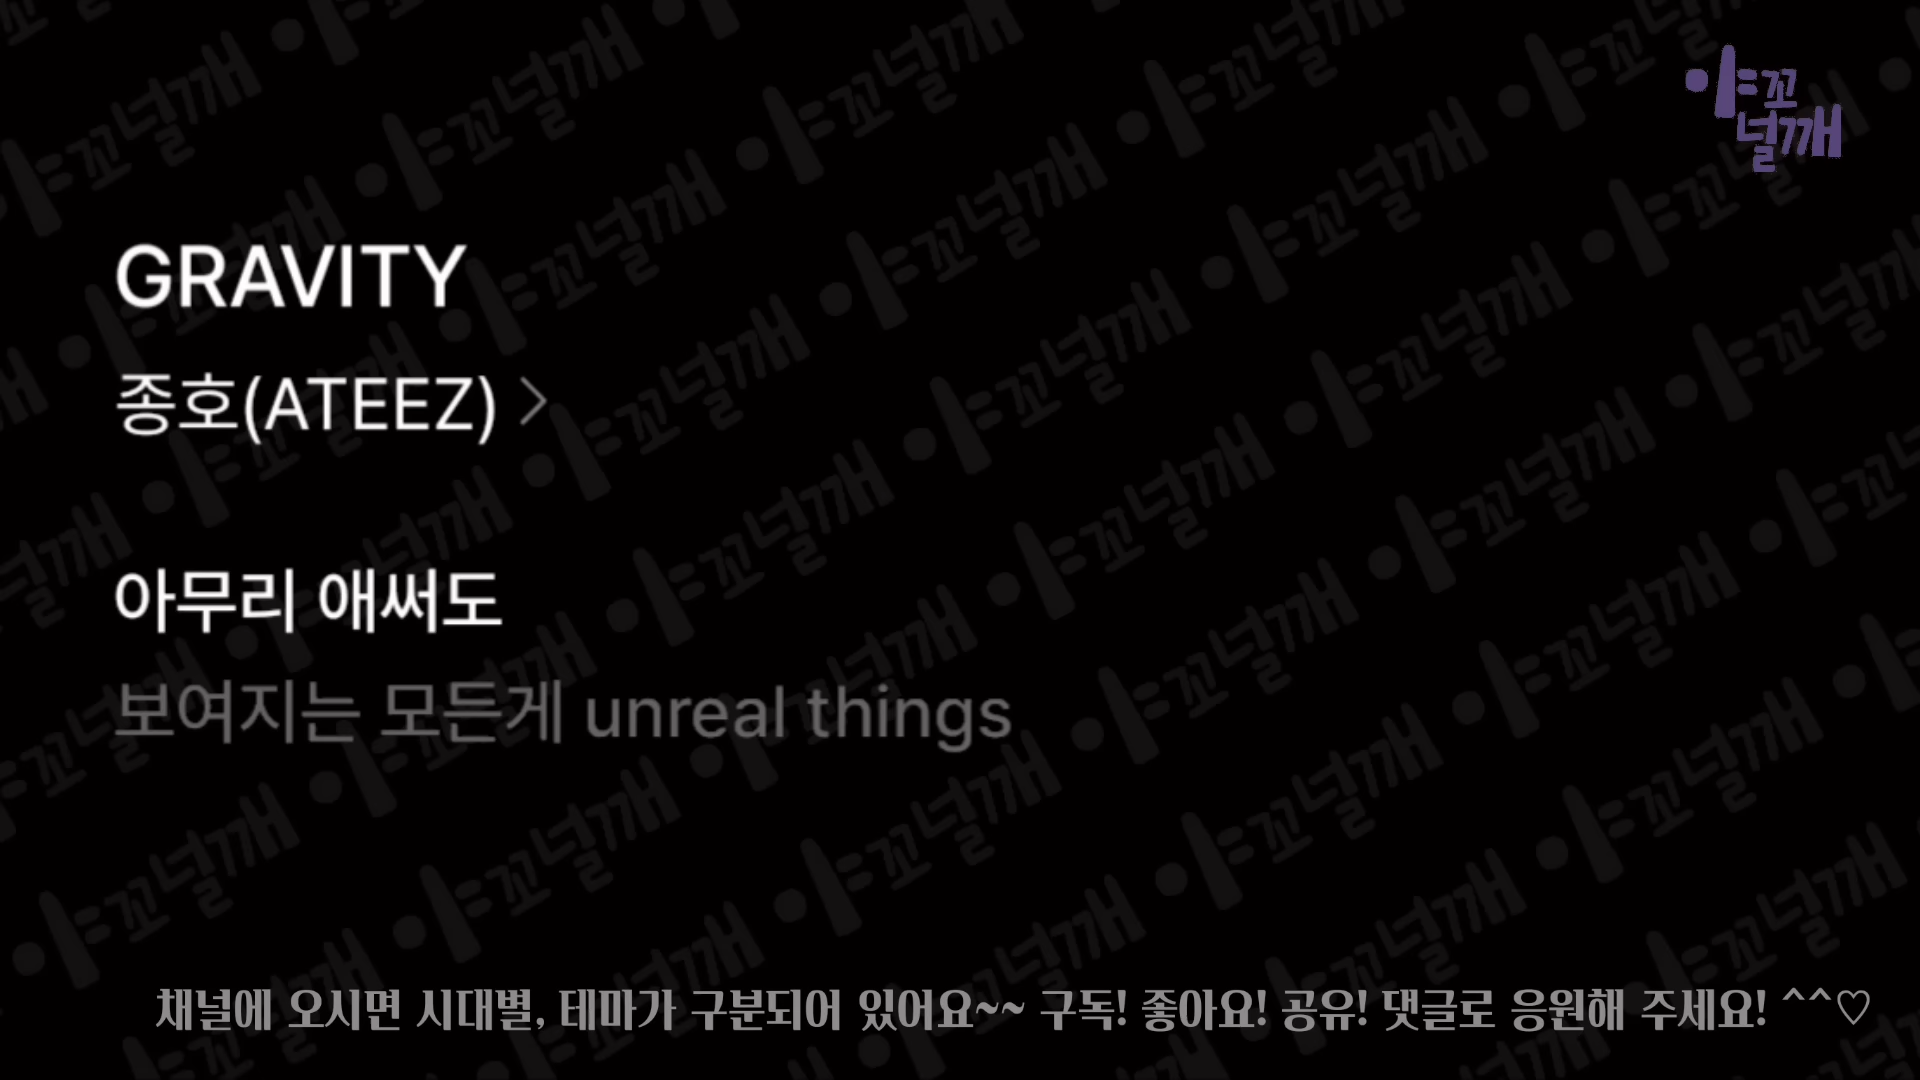 야꼬
널깨
GRAVITY
종호(ATEEZ) >
아무리 애써도
보여지는 모든게 unreal things
채널에 오시면 시대별, 테마가 구분되어 있어요~~ 구독! 좋아요! 공유! 댓글로 응원해 주세요! ^^♡